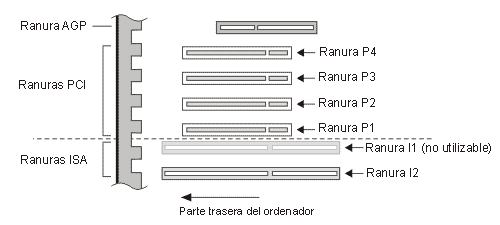 Ranura AGP
Ranura P4
Ranuras PCI
Ranura P3
Ranura P2
Ranura P1
Ranura I1 (no utilizable)
Ranuras ISA
Ranura I2
Parte trasera del ordenador